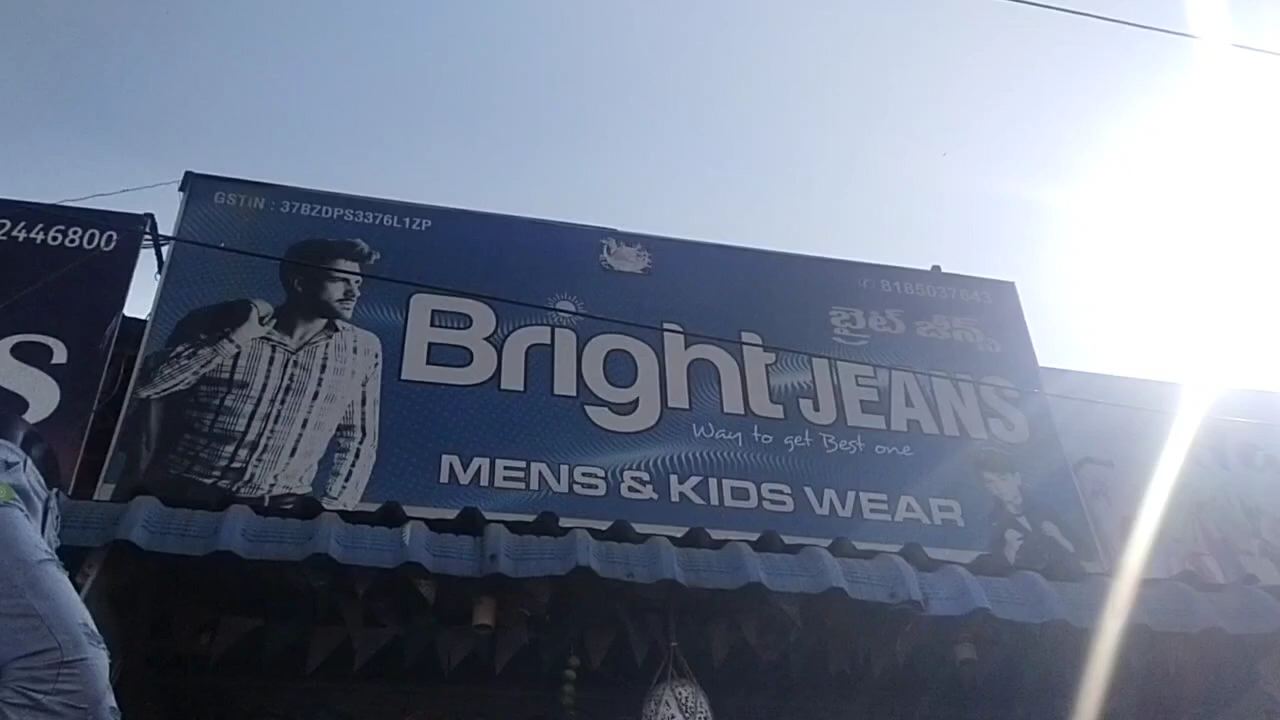 2446800
S
GSTIN : 37BZDPS3376L1ZP
8185037643
బ్రైట్ జీన్స్
Bright JEANS
Way to get Best one
MENS & KIDS WEAR